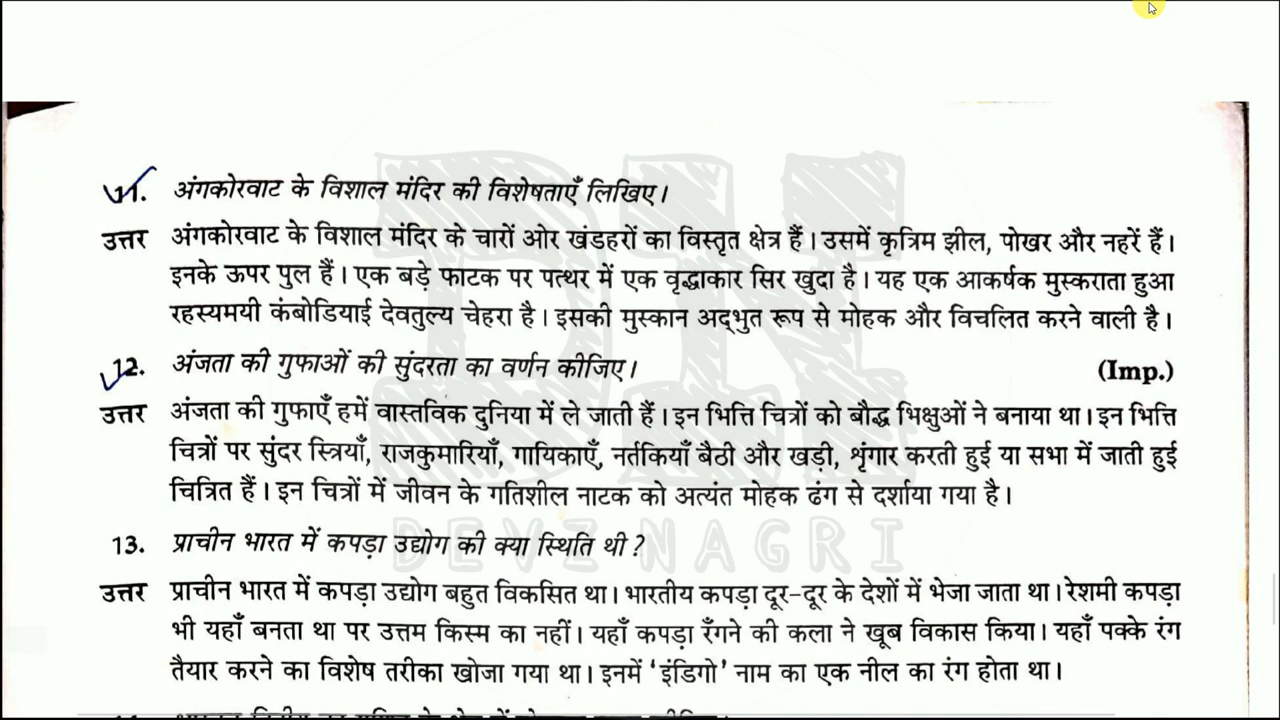 11. अंगकोरवाट के विशाल मंदिर की विशेषताएँ लिखिए।
उत्तर अंगकोरवाट के विशाल मंदिर के चारों ओर खंडहरों का विस्तृत क्षेत्र हैं। उसमें कृत्रिम झील, पोखर और नहरें हैं।
इनके ऊपर पुल हैं। एक बड़े फाटक पर पत्थर में एक वृद्धाकार सिर खुदा है। यह एक आकर्षक मुस्कराता हुआ
रहस्यमयी कंबोडियाई देवतुल्य चेहरा है। इसकी मुस्कान अद्‌भुत रूप से मोहक और विचलित करने वाली है।
12. अंजता की गुफाओं की सुंदरता का वर्णन कीजिए। (Imp.)
उत्तर अंजता की गुफाएँ हमें वास्तविक दुनिया में ले जाती हैं। इन भित्ति चित्रों को बौद्ध भिक्षुओं ने बनाया था। इन भित्ति
चित्रों पर सुंदर स्त्रियाँ, राजकुमारियाँ, गायिकाएँ, नर्तकियाँ बैठी और खड़ी, शृंगार करती हुई या सभा में जाती हुई
चित्रित हैं। इन चित्रों में जीवन के गतिशील नाटक को अत्यंत मोहक ढंग से दर्शाया गया है।
DEVZ NAGRI
13. प्राचीन भारत में कपड़ा उद्योग की क्या स्थिति थी?
उत्तर प्राचीन भारत में कपड़ा उद्योग बहुत विकसित था। भारतीय कपड़ा दूर-दूर के देशों में भेजा जाता था। रेशमी कपड़ा
भी यहाँ बनता था पर उत्तम किस्म का नहीं। यहाँ कपड़ा रँगने की कला ने खूब विकास किया। यहाँ पक्के रंग
तैयार करने का विशेष तरीका खोजा गया था। इनमें 'इंडिगो' नाम का एक नील का रंग होता था।